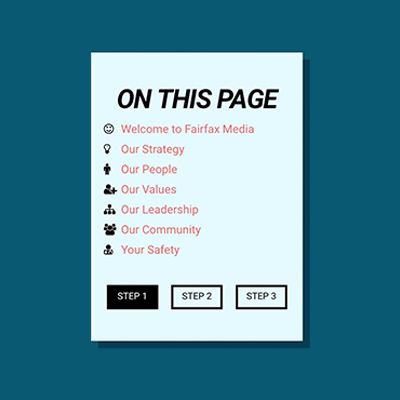 ON THIS PAGE
Welcome to Fairfax Media
Our Strategy
Our People
Our Values
Our Leadership
Our Community
Your Safety
STEP 1 STEP 2 STEP 3